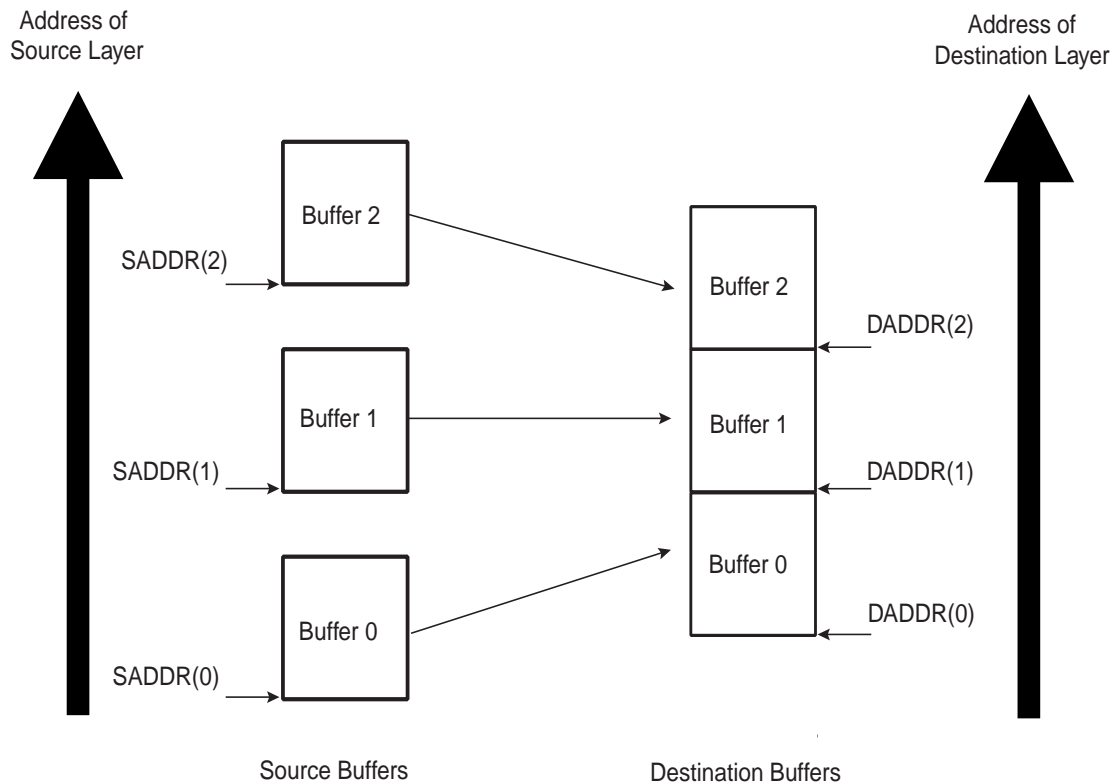 Address of
Source Layer
Address of
Destination Layer
Buffer 2
SADDR(2)
Buffer 2
DADDR(2)
Buffer 1
Buffer 1
SADDR(1)
DADDR(1)
Buffer 0
Buffer 0
DADDR(0)
SADDR(0)
Source Buffers
Destination Buffers